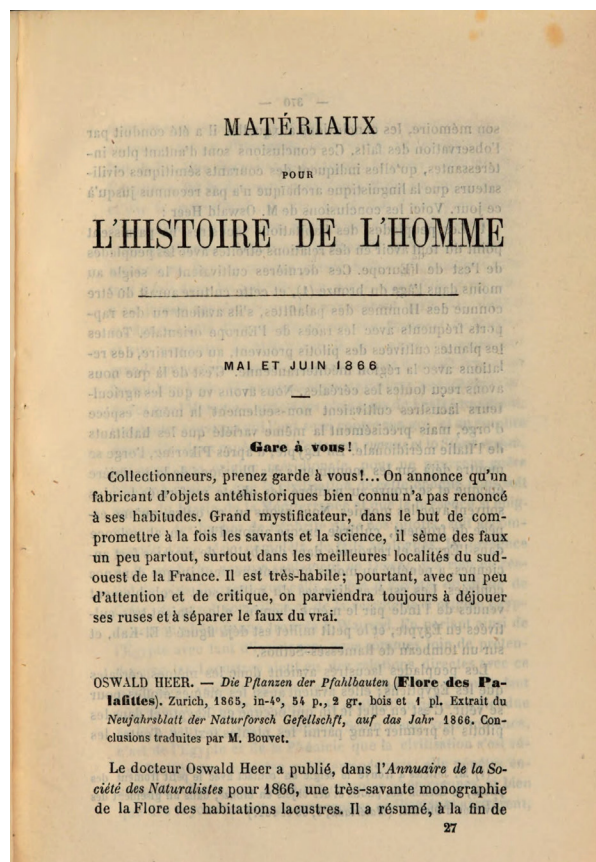 MATÉRIAUX
POUR
L'HISTOIRE DE L'HOMME
MAI ET JUIN 1866
Gare à vous!
Collectionneurs, prenez garde à vous!... On annonce qu'un
fabricant d'objets antéhistoriques bien connu n'a pas renoncé
à ses habitudes. Grand mystificateur, dans le but de com-
promettre à la fois les savants et la science, il sème des faux
un peu partout, surtout dans les meilleures localités du sud-
ouest de la France. Il est très-habile; pourtant, avec un peu
d'attention et de critique, on parviendra toujours à déjouer
ses ruses et à séparer le faux du vrai.
OSWALD HEER. — Die Pflanzen der Pfahlbauten (Flore des Pa-
lafittes). Zurich, 1865, in-4°, 54 p., 2 gr. bois et 1 pl. Extrait du
Neujahrsblatt der Naturforsch Gefellschft, auf das Jahr 1866. Con-
clusions traduites par M. Bouvet.
Le docteur Oswald Heer a publié, dans l'Annuaire de la So-
ciété des Naturalistes pour 1866, une très-savante monographie
de la Flore des habitations lacustres. Il a résumé, à la fin de
27